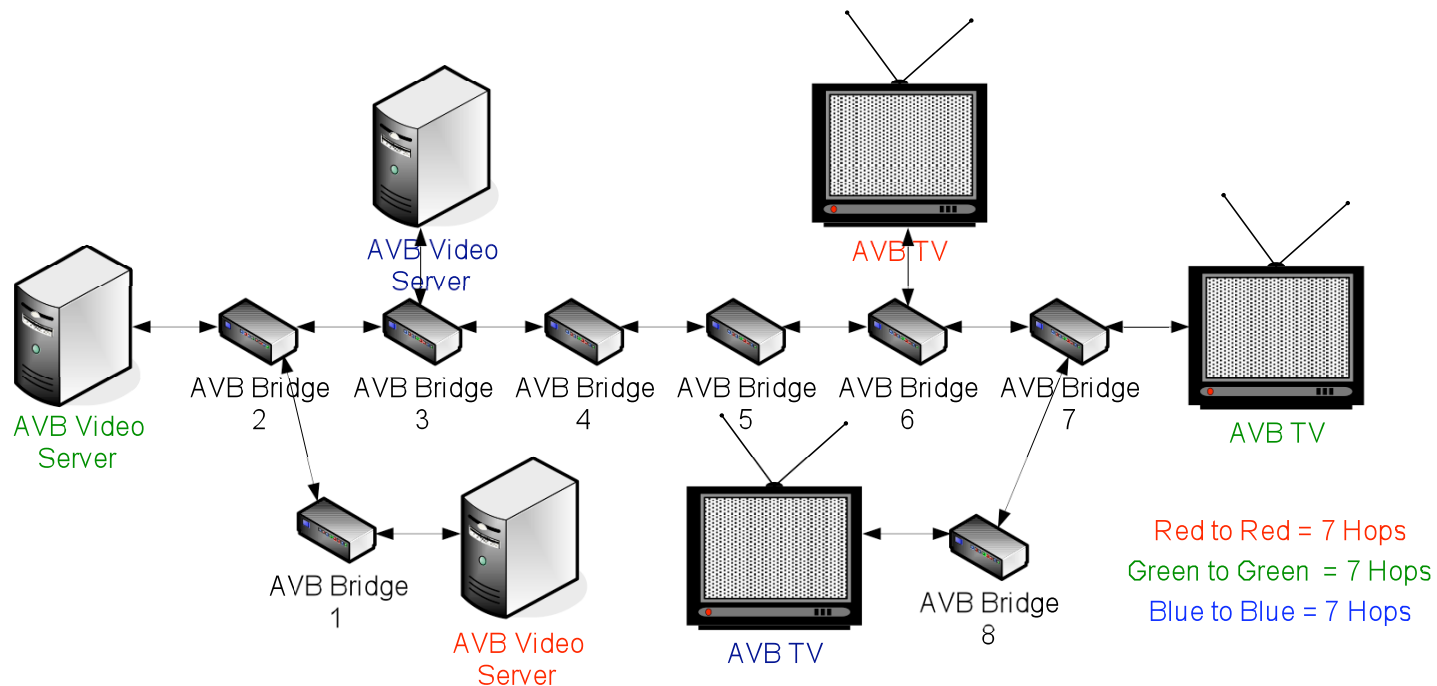 AVB Video
Server
AVB TV
AVB Video
Server
AVB TV
AVB Bridge
2
AVB Bridge
3
AVB Bridge
4
AVB Bridge
5
AVB Bridge
6
AVB Bridge
7
AVB Bridge
1
AVB Video
Server
AVB TV
AVB Bridge
8
Red to Red = 7 Hops
Green to Green = 7 Hops
Blue to Blue = 7 Hops